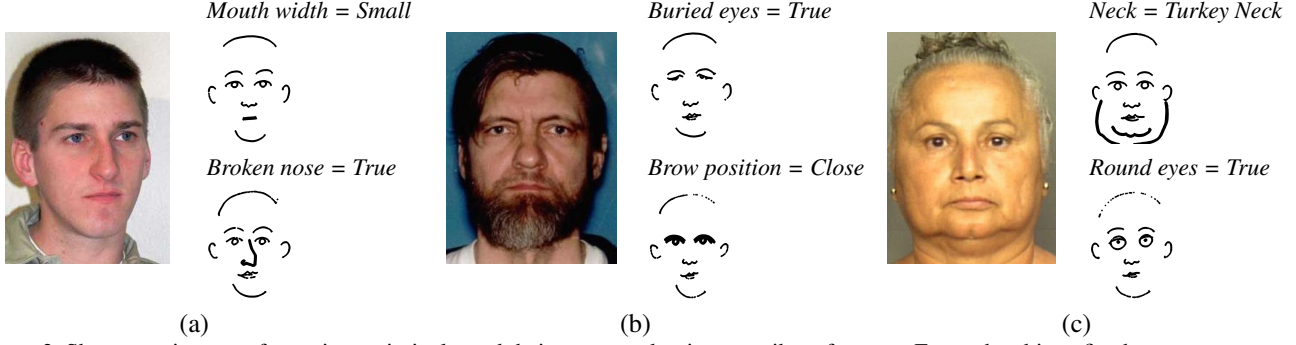 Mouth width = Small
Broken nose = True
(a)
Buried eyes = True
Brow position = Close
(b)
Neck = Turkey Neck
Round eyes = True
(c)